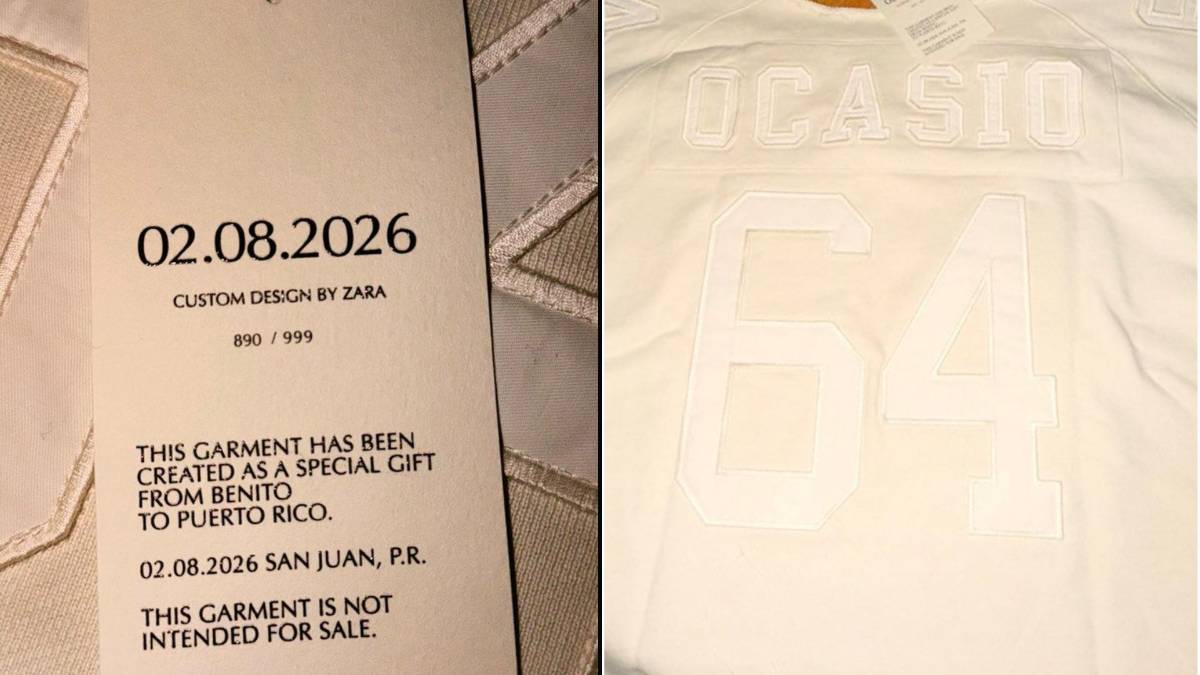 02.08.2026
CUSTOM DESIGN BY ZARA
890 / 999
THIS GARMENT HAS BEEN
CREATED AS A SPECIAL GIFT
FROM BENITO
TO PUERTO RICO.
02.08.2026 SAN JUAN, P.R.
THIS GARMENT IS NOT
INTENDED FOR SALE.
OCASIO
64